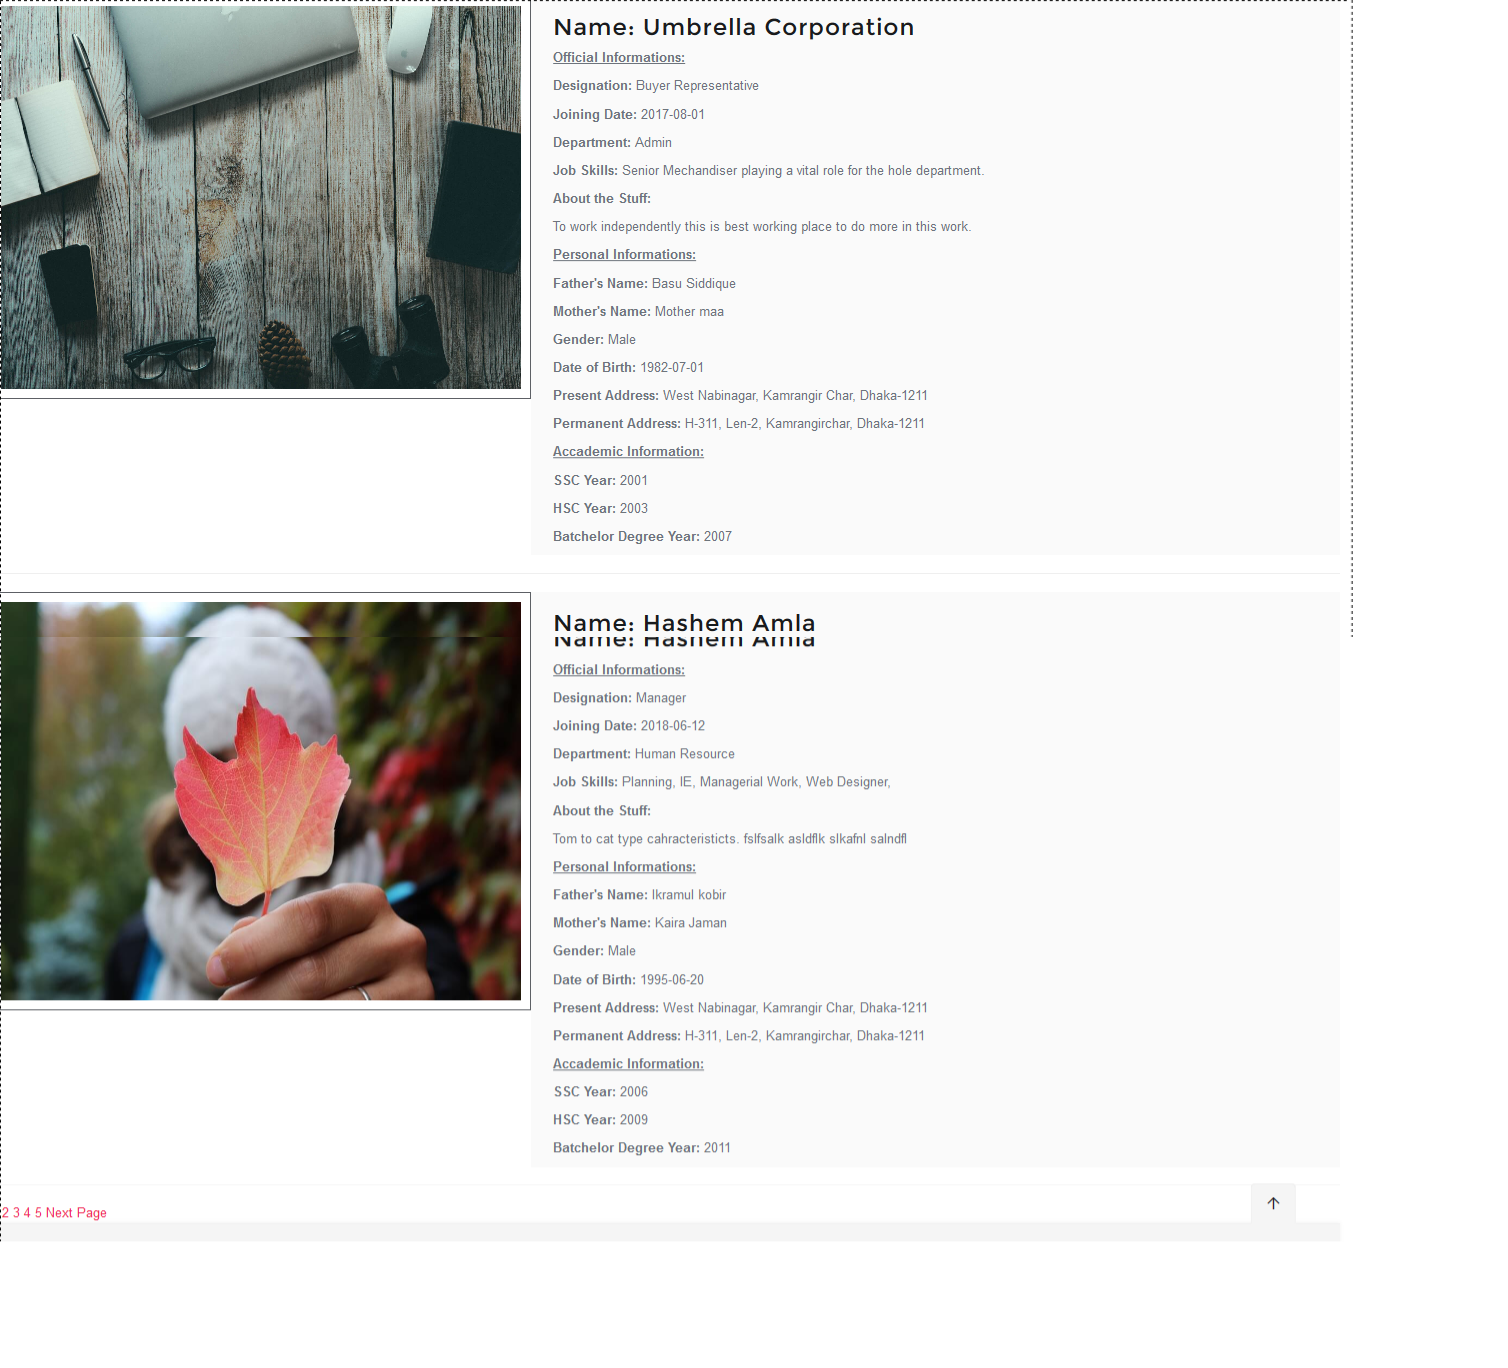 Name: Umbrella Corporation
Official Informations:
Designation: Buyer Representative
Joining Date: 2017-08-01
Department: Admin
Job Skills: Senior Mechandiser playing a vital role for the hole department.
About the Stuff:
To work independently this is best working place to do more in this work.
Personal Informations:
Father's Name: Basu Siddique
Mother's Name: Mother maa
Gender: Male
Date of Birth: 1982-07-01
Present Address: West Nabinagar, Kamrangir Char, Dhaka-1211
Permanent Address: H-311, Len-2, Kamrangirchar, Dhaka-1211
Accademic Information:
SSC Year: 2001
HSC Year: 2003
Batchelor Degree Year: 2007
Name: Hashem Amla
Name: Hashem Amla
Official Informations:
Designation: Manager
Joining Date: 2018-06-12
Department: Human Resource
Job Skills: Planning, IE, Managerial Work, Web Designer,
About the Stuff:
Tom to cat type cahracteristicts. fslfsalk asldflk slkafnl salndfl
Personal Informations:
Father's Name: Ikramul kobir
Mother's Name: Kaira Jaman
Gender: Male
Date of Birth: 1995-06-20
Present Address: West Nabinagar, Kamrangir Char, Dhaka-1211
Permanent Address: H-311, Len-2, Kamrangirchar, Dhaka-1211
Accademic Information:
SSC Year: 2006
HSC Year: 2009
Batchelor Degree Year: 2011
2 3 4 5 Next Page